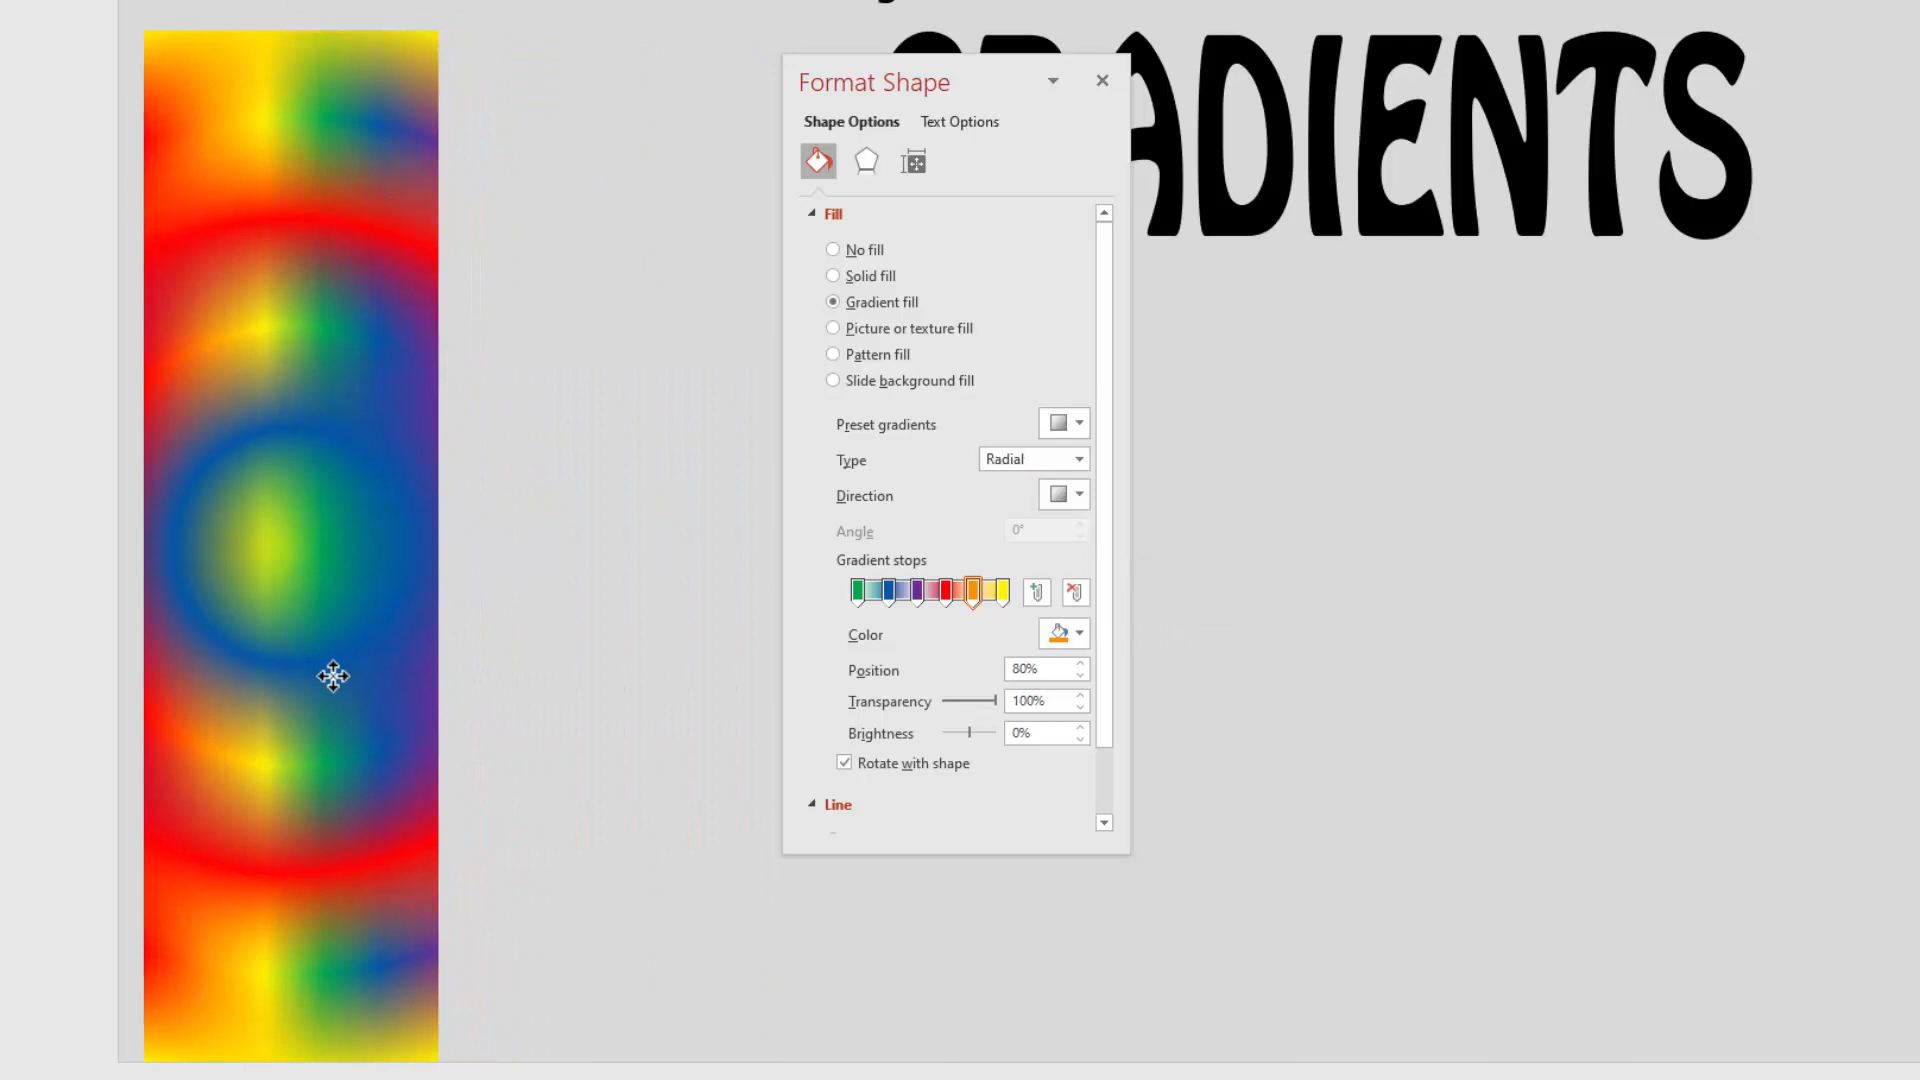 GRADIENTS
Format Shape
Shape Options Text Options
Fill
No fill
Solid fill
Gradient fill
Picture or texture fill
Pattern fill
Slide background fill
Preset gradients
Type Radial
Direction
Angle 0°
Gradient stops
Color
Position 80%
Transparency 100%
Brightness 0%
Rotate with shape
Line